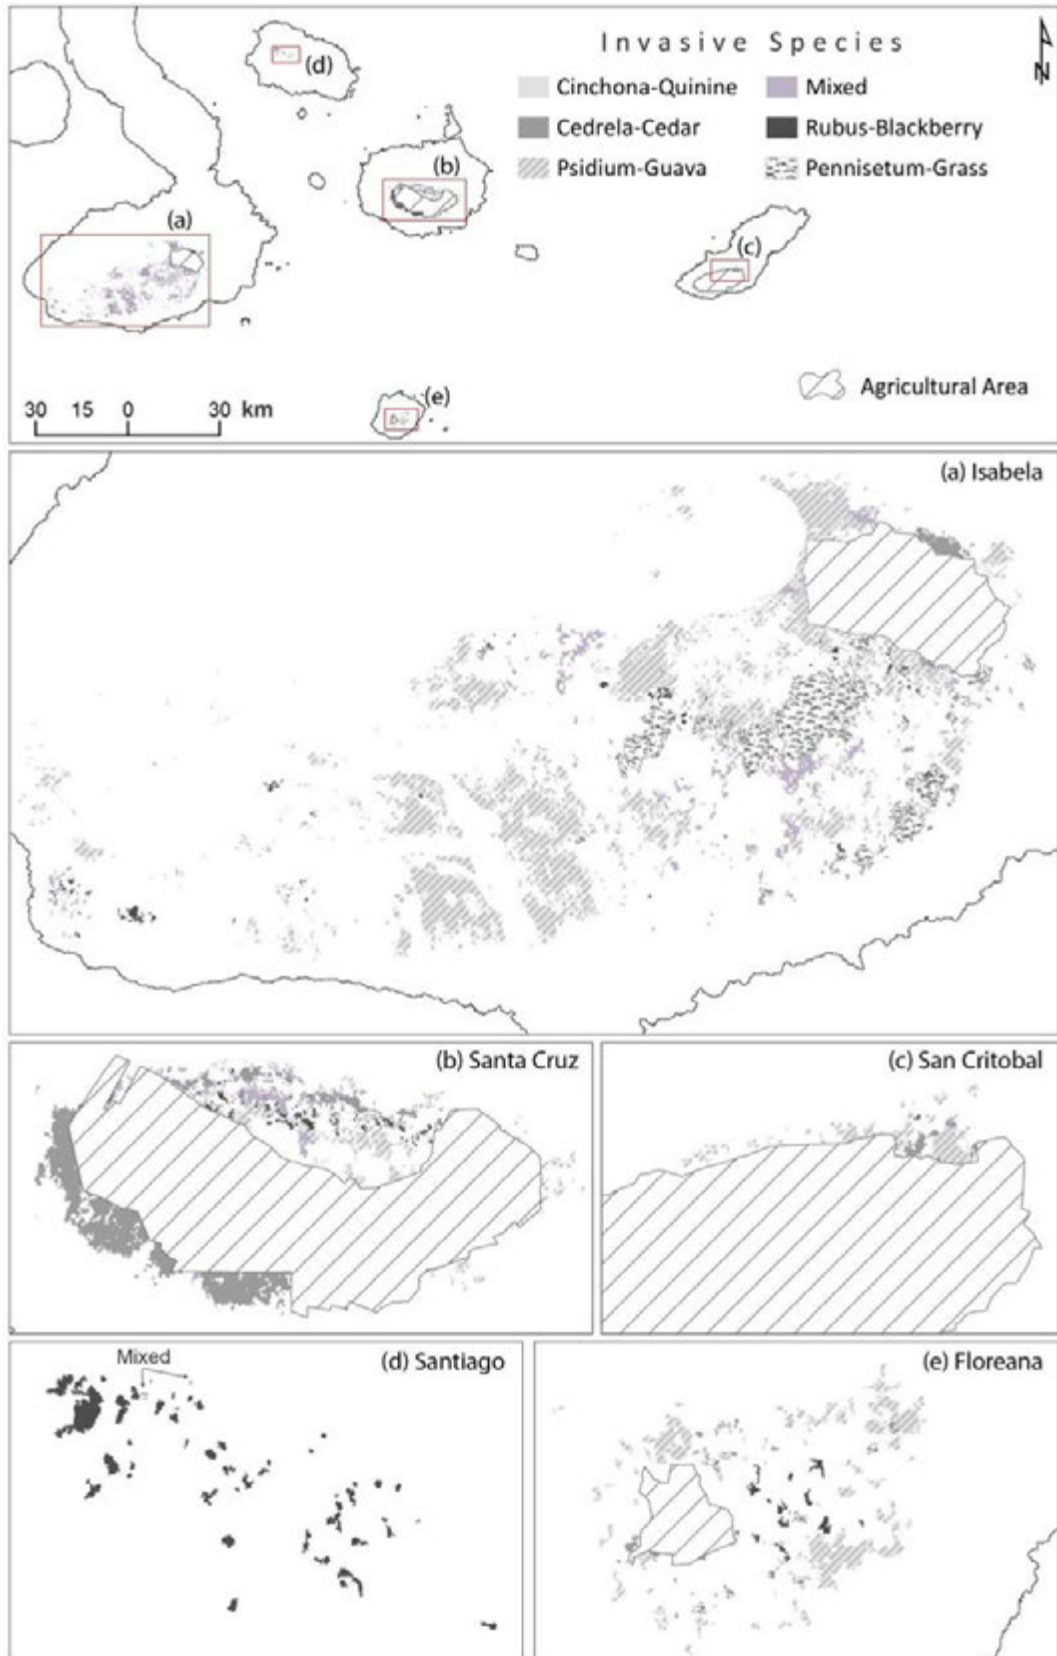 Invasive Species
Cinchona-Quinine
Mixed
Cedrela-Cedar
Rubus-Blackberry
Psidium-Guava
Pennisetum-Grass
N
(d)
(b)
(a)
(c)
(e)
Agricultural Area
30 15 0 30 km
(a) Isabela
(b) Santa Cruz
(c) San Critobal
Mixed
(d) Santiago
(e) Floreana